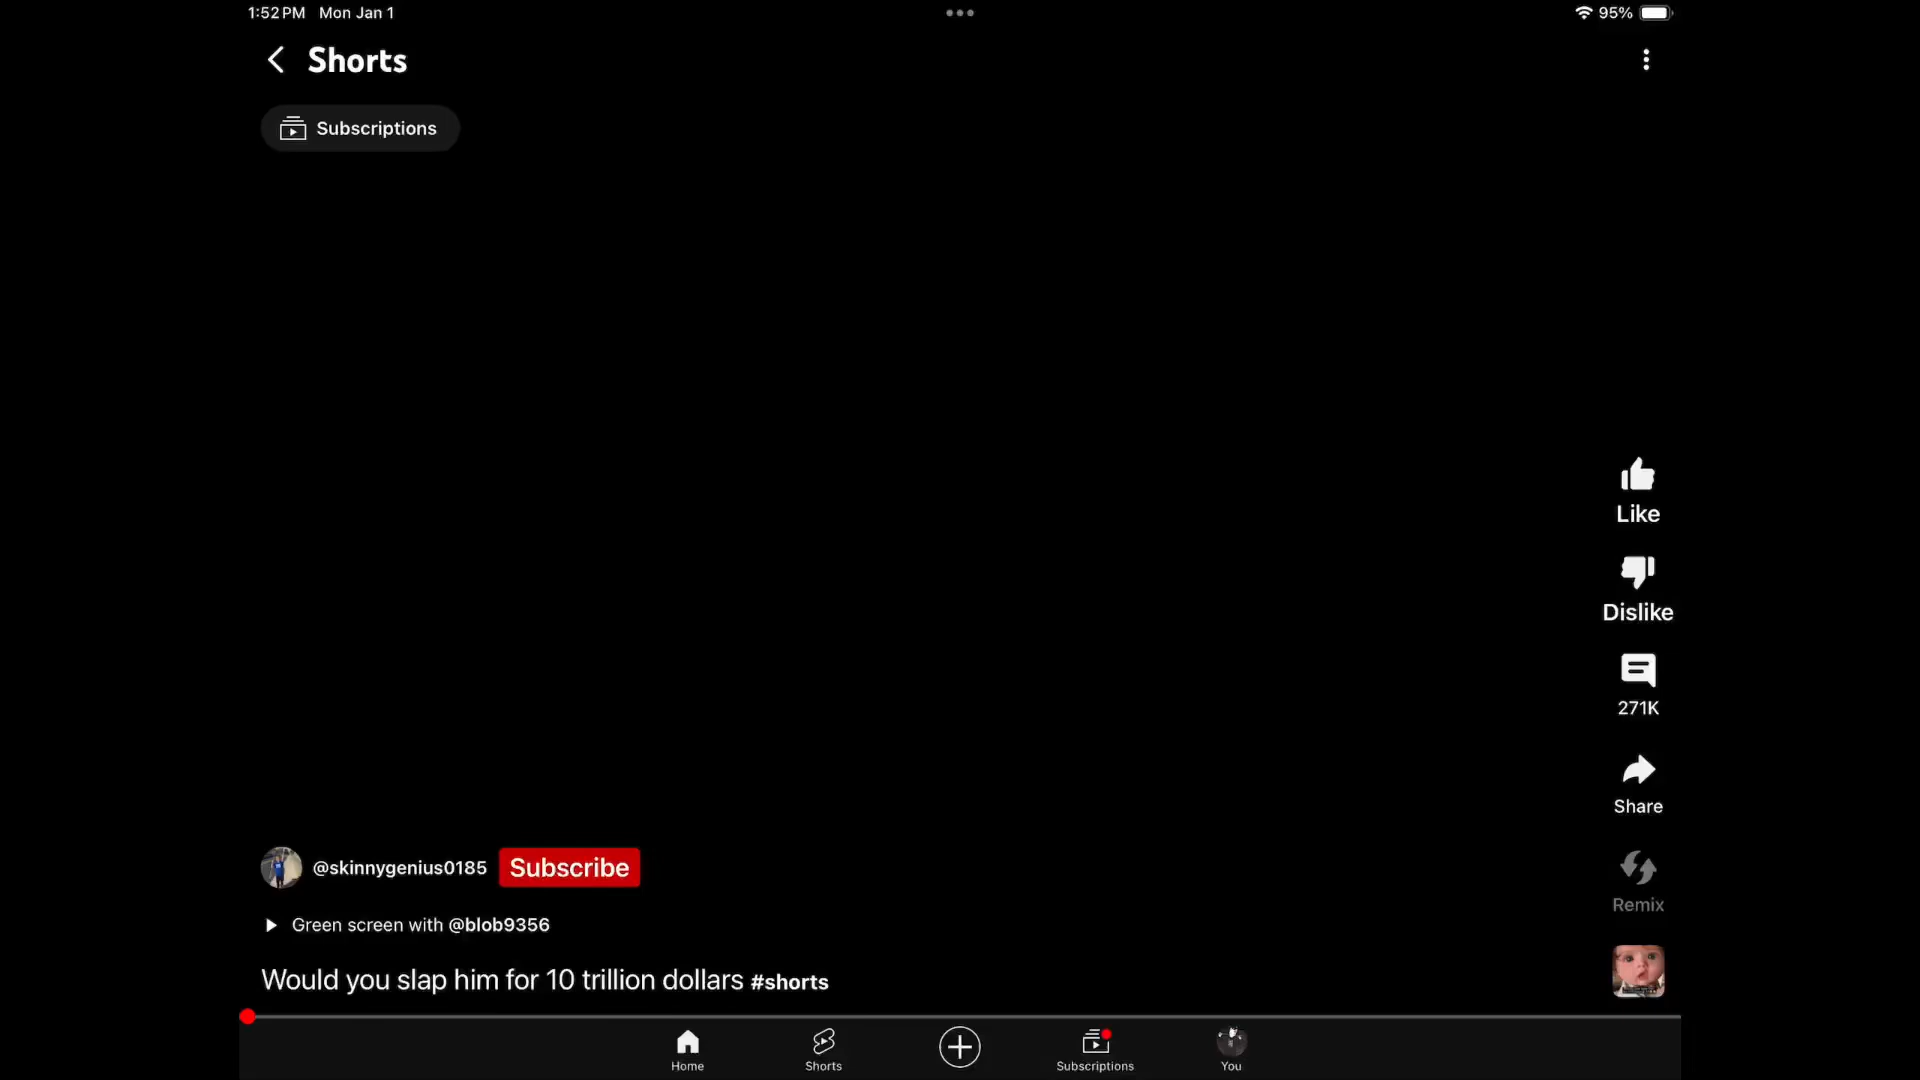 1:52 PM Mon Jan 1
95%
Shorts
Subscriptions
Like
Dislike
271K
Share
Remix
@skinnygenius0185 Subscribe
Green screen with @blob9356
Would you slap him for 10 trillion dollars #shorts
Home
Shorts
Subscriptions
You